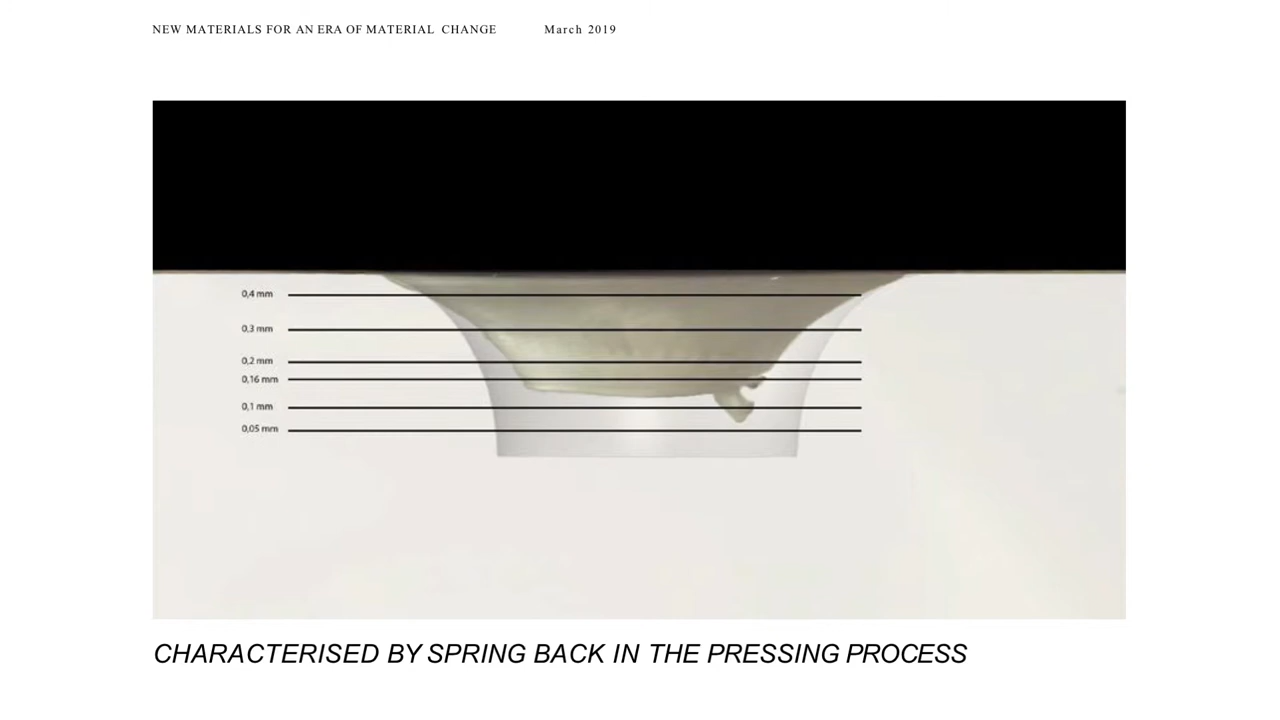 NEW MATERIALS FOR AN ERA OF MATERIAL CHANGE March 2019
0,4 mm
0,3 mm
0,2 mm
0,16 mm
0,1 mm
0,05 mm
CHARACTERISED BY SPRING BACK IN THE PRESSING PROCESS